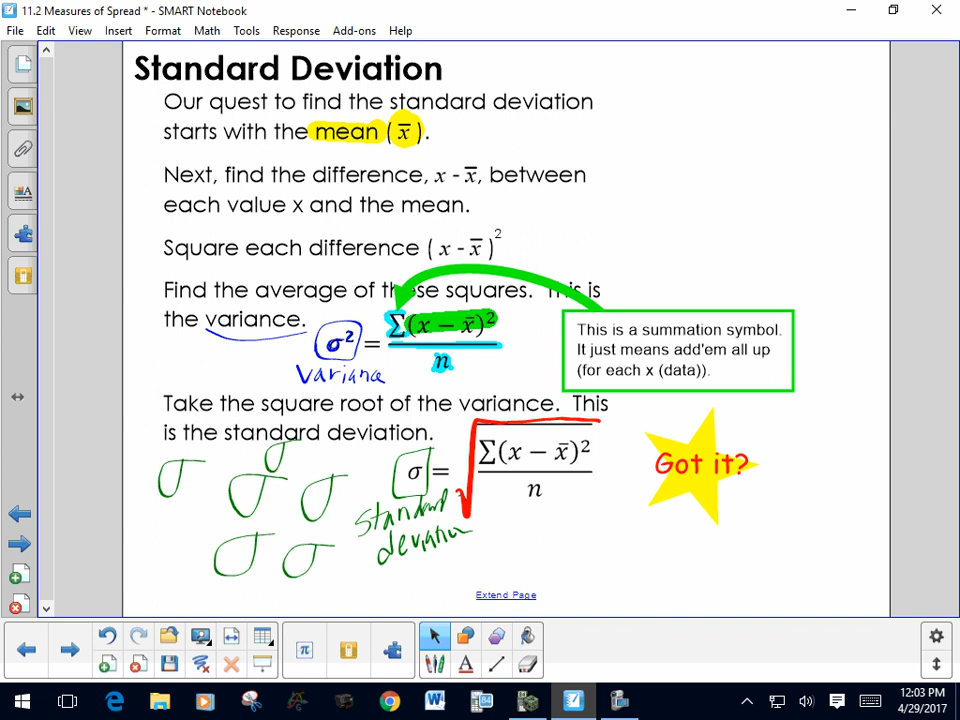 11.2 Measures of Spread * - SMART Notebook
File Edit View Insert Format Math Tools Response Add-ons Help
Standard Deviation
Our quest to find the standard deviation
starts with the mean ( x̄ ).
Next, find the difference, x - x̄, between
each value x and the mean.
Square each difference ( x - x̄ )²
Find the average of these squares. This is
the variance.
σ² = ∑(x − x̄)² / n
variance
This is a summation symbol.
It just means add'em all up
(for each x (data)).
Take the square root of the variance. This
is the standard deviation.
σ = √ ∑(x − x̄)² / n
standard
deviation
σ σ σ σ
σ σ
Got it?
Extend Page
12:03 PM
4/29/2017